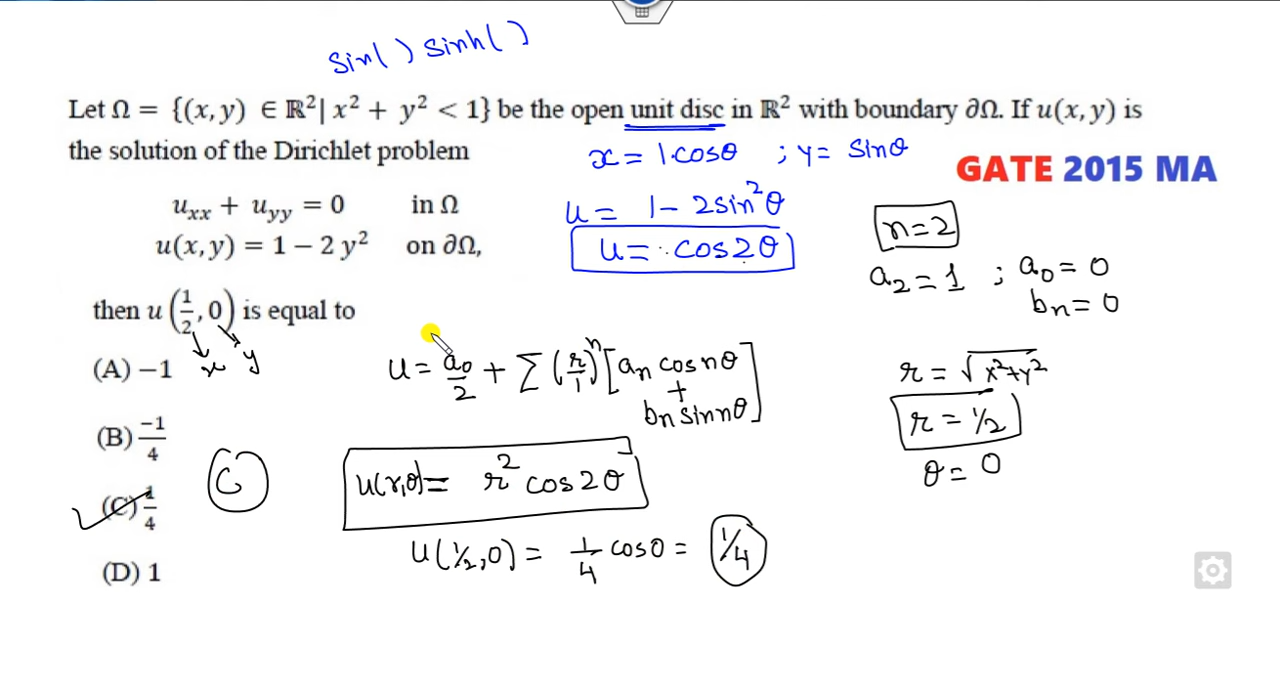 sin( ) sinh( )
Let Ω = {(x, y) ∈ ℝ²| x² + y² < 1} be the open unit disc in ℝ² with boundary ∂Ω. If u(x, y) is
the solution of the Dirichlet problem
x = 1.cosθ ; y = sinθ
GATE 2015 MA
u_xx + u_yy = 0 in Ω
u = 1 - 2sin²θ
n=2
u(x, y) = 1 − 2 y² on ∂Ω,
u = cos2θ
a₂ = 1 ; a₀ = 0
bₙ = 0
then u (1/2, 0) is equal to
x y
(A) −1
u = a₀/2 + Σ (r/1)ⁿ [aₙ cos nθ + bₙ sin nθ]
r = √x²+y²
r = 1/2
(B) −1/4
θ = 0
C
u(r,θ) = r² cos2θ
(C) 1/4
u(1/2,0) = 1/4 cos0 = 1/4
(D) 1